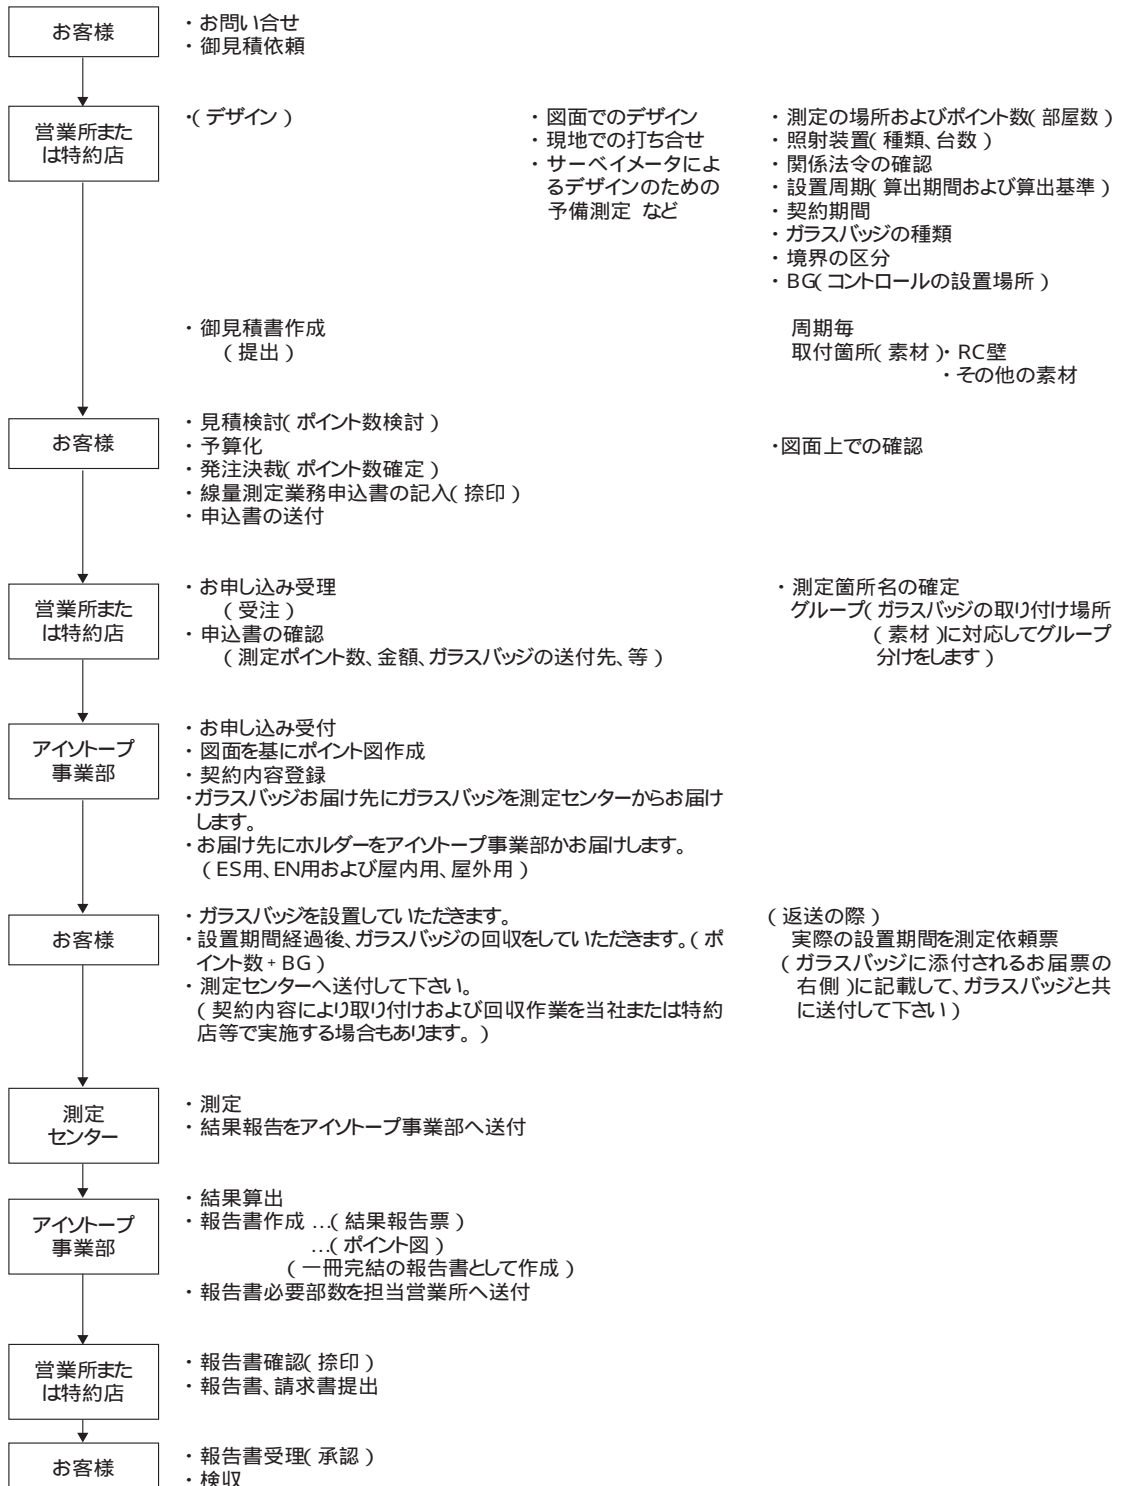 お客様
・お問い合せ
・御見積依頼
営業所また
は特約店
・(デザイン)
・図面でのデザイン
・現地での打ち合せ
・サーベイメータによ
るデザインのための
予備測定 など
・測定の場所およびポイント数(部屋数)
・照射装置(種類、台数)
・関係法令の確認
・設置周期(算出期間および算出基準)
・契約期間
・ガラスバッジの種類
・境界の区分
・BG(コントロールの設置場所)
・御見積書作成
(提出)
周期毎
取付箇所(素材)・RC壁
・その他の素材
お客様
・見積検討(ポイント数検討)
・予算化
・発注決裁(ポイント数確定)
・線量測定業務申込書の記入(捺印)
・申込書の送付
・図面上での確認
営業所また
は特約店
・お申し込み受理
(受注)
・申込書の確認
(測定ポイント数、金額、ガラスバッジの送付先、等)
・測定箇所名の確定
グループ(ガラスバッジの取り付け場所
(素材)に対応してグループ
分けをします)
アイソトープ
事業部
・お申し込み受付
・図面を基にポイント図作成
・契約内容登録
・ガラスバッジお届け先にガラスバッジを測定センターからお届け
します。
・お届け先にホルダーをアイソトープ事業部かお届けします。
(ES用、EN用および屋内用、屋外用)
お客様
・ガラスバッジを設置していただきます。
・設置期間経過後、ガラスバッジの回収をしていただきます。(ポ
イント数+BG)
・測定センターへ送付して下さい。
(契約内容により取り付けおよび回収作業を当社または特約
店等で実施する場合もあります。)
(返送の際)
実際の設置期間を測定依頼票
(ガラスバッジに添付されるお届票の
右側)に記載して、ガラスバッジと共
に送付して下さい)
測定
センター
・測定
・結果報告をアイソトープ事業部へ送付
アイソトープ
事業部
・結果算出
・報告書作成 …(結果報告票)
…(ポイント図)
(一冊完結の報告書として作成)
・報告書必要部数を担当営業所へ送付
営業所また
は特約店
・報告書確認(捺印)
・報告書、請求書提出
お客様
・報告書受理(承認)
・検収